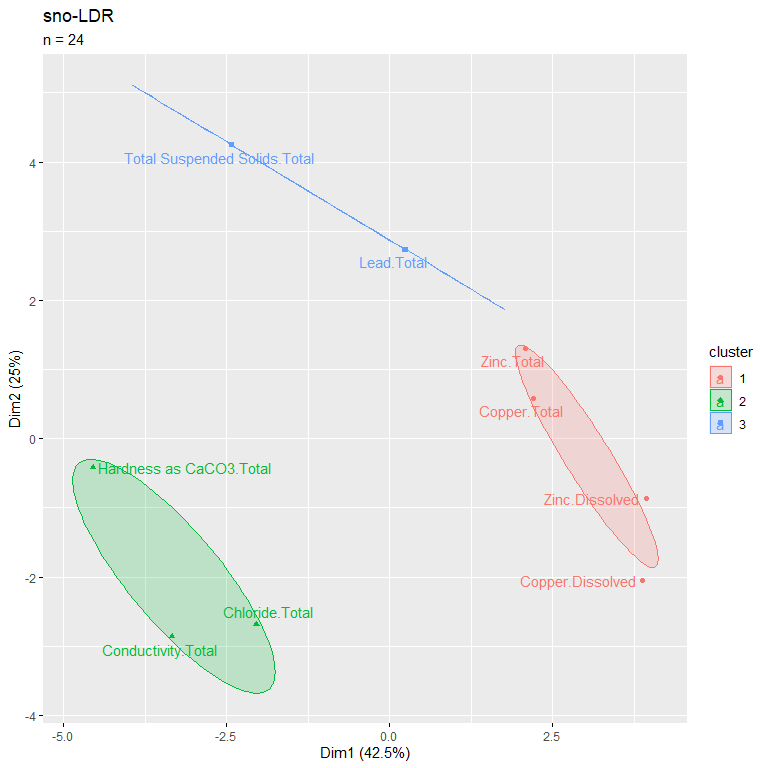 sno-LDR
n = 24
Total Suspended Solids.Total
Lead.Total
Zinc.Total
Copper.Total
Hardness as CaCO3.Total
Zinc.Dissolved
Copper.Dissolved
Chloride.Total
Conductivity.Total
4
2
0
-2
-4
-5.0
-2.5
0.0
2.5
Dim1 (42.5%)
Dim2 (25%)
cluster
a 1
a 2
a 3